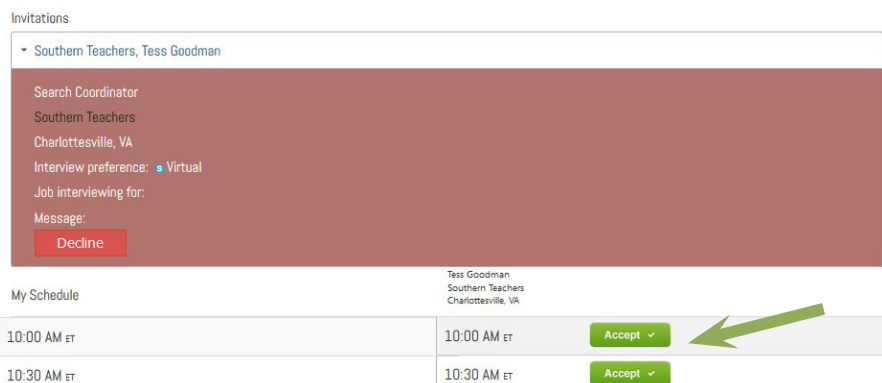 Invitations
Southern Teachers, Tess Goodman
Search Coordinator
Southern Teachers
Charlottesville, VA
Interview preference: S Virtual
Job interviewing for:
Message:
Decline
Tess Goodman
Southern Teachers
Charlottesville, VA
My Schedule
10:00 AM ET 10:00 AM ET Accept
10:30 AM ET 10:30 AM ET Accept